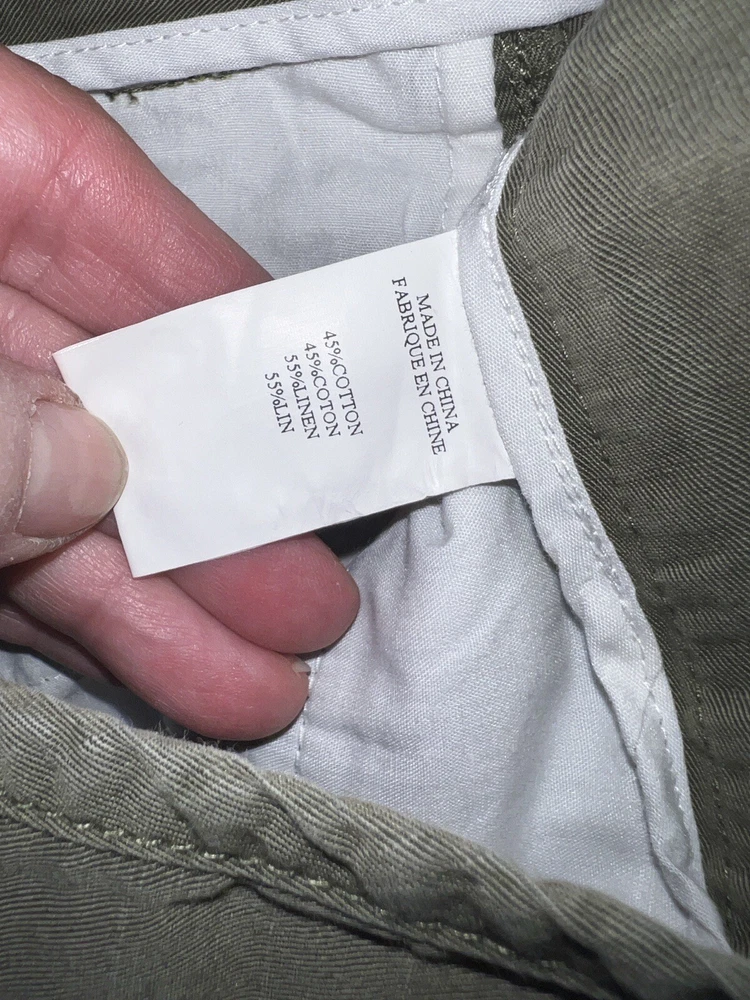 MADE IN CHINA
FABRIQUE EN CHINE
45%COTTON
45%COTON
55%LINEN
55%LIN